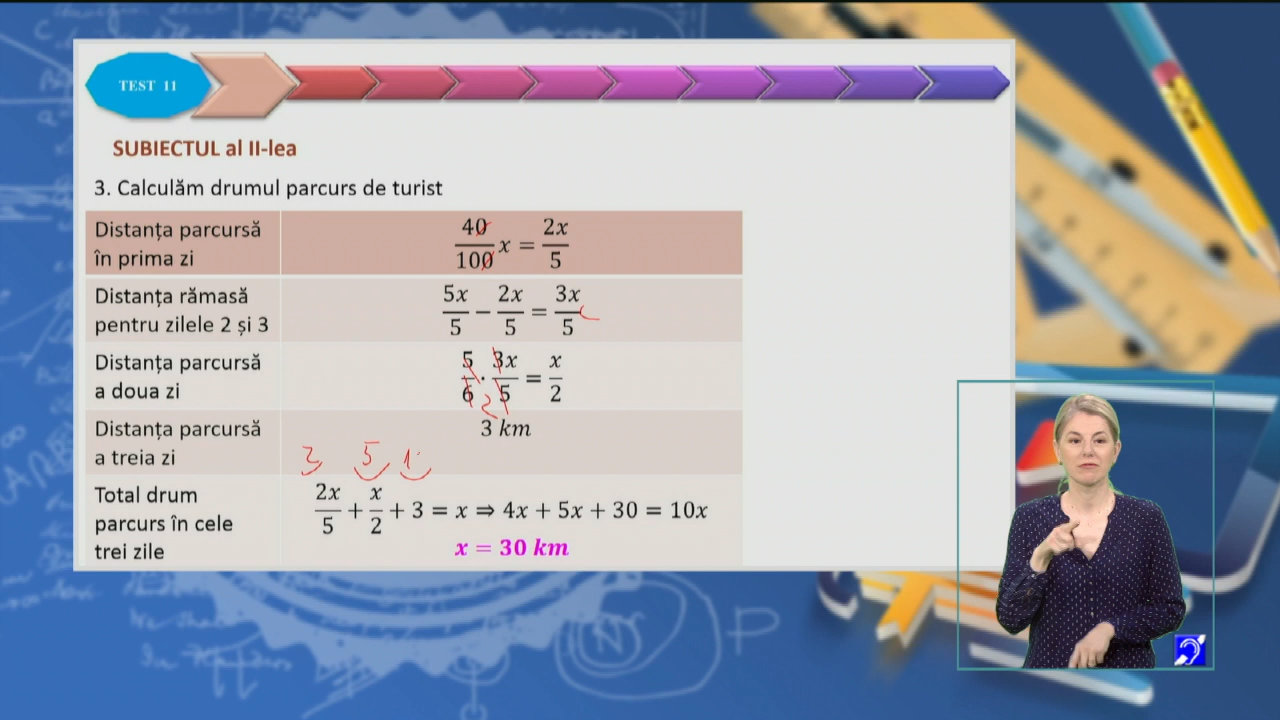 TEST 11
SUBIECTUL al II-lea
3. Calculăm drumul parcurs de turist
Distanța parcursă
în prima zi
40/100 x = 2x/5
Distanța rămasă
pentru zilele 2 și 3
5x/5 − 2x/5 = 3x/5
Distanța parcursă
a doua zi
5/6 · 3x/5 = x/2
2
Distanța parcursă
a treia zi
3 km
5
Total drum
parcurs în cele
trei zile
2x/5 + x/2 + 3 = x ⇒ 4x + 5x + 30 = 10x
x = 30 km
N
P